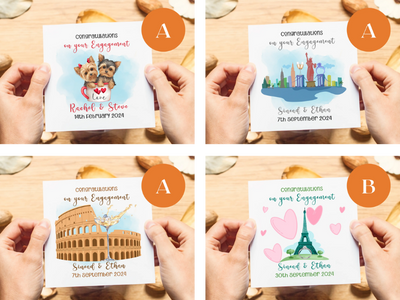 A
Congratulations
on your Engagement
Love
Rachel & Steve
14th February 2024
A
Congratulations
on your Engagement
Sinead & Ethan
7th September 2024
A
Congratulations
on your Engagement
Sinead & Ethan
7th September 2024
B
Congratulations
on your Engagement
Sinead & Ethan
30th September 2024